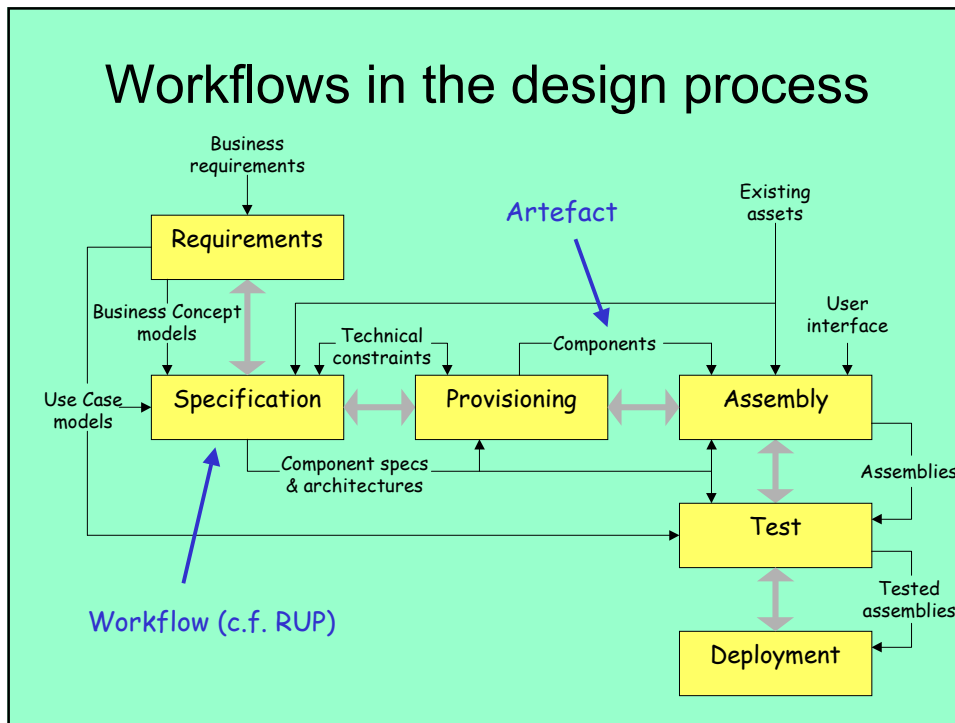 Workflows in the design process
Business
requirements
Existing
assets
Artefact
Requirements
User
interface
Business Concept
models
Technical
constraints
Components
Use Case
models
Specification
Provisioning
Assembly
Component specs
& architectures
Assemblies
Test
Tested
assemblies
Workflow (c.f. RUP)
Deployment